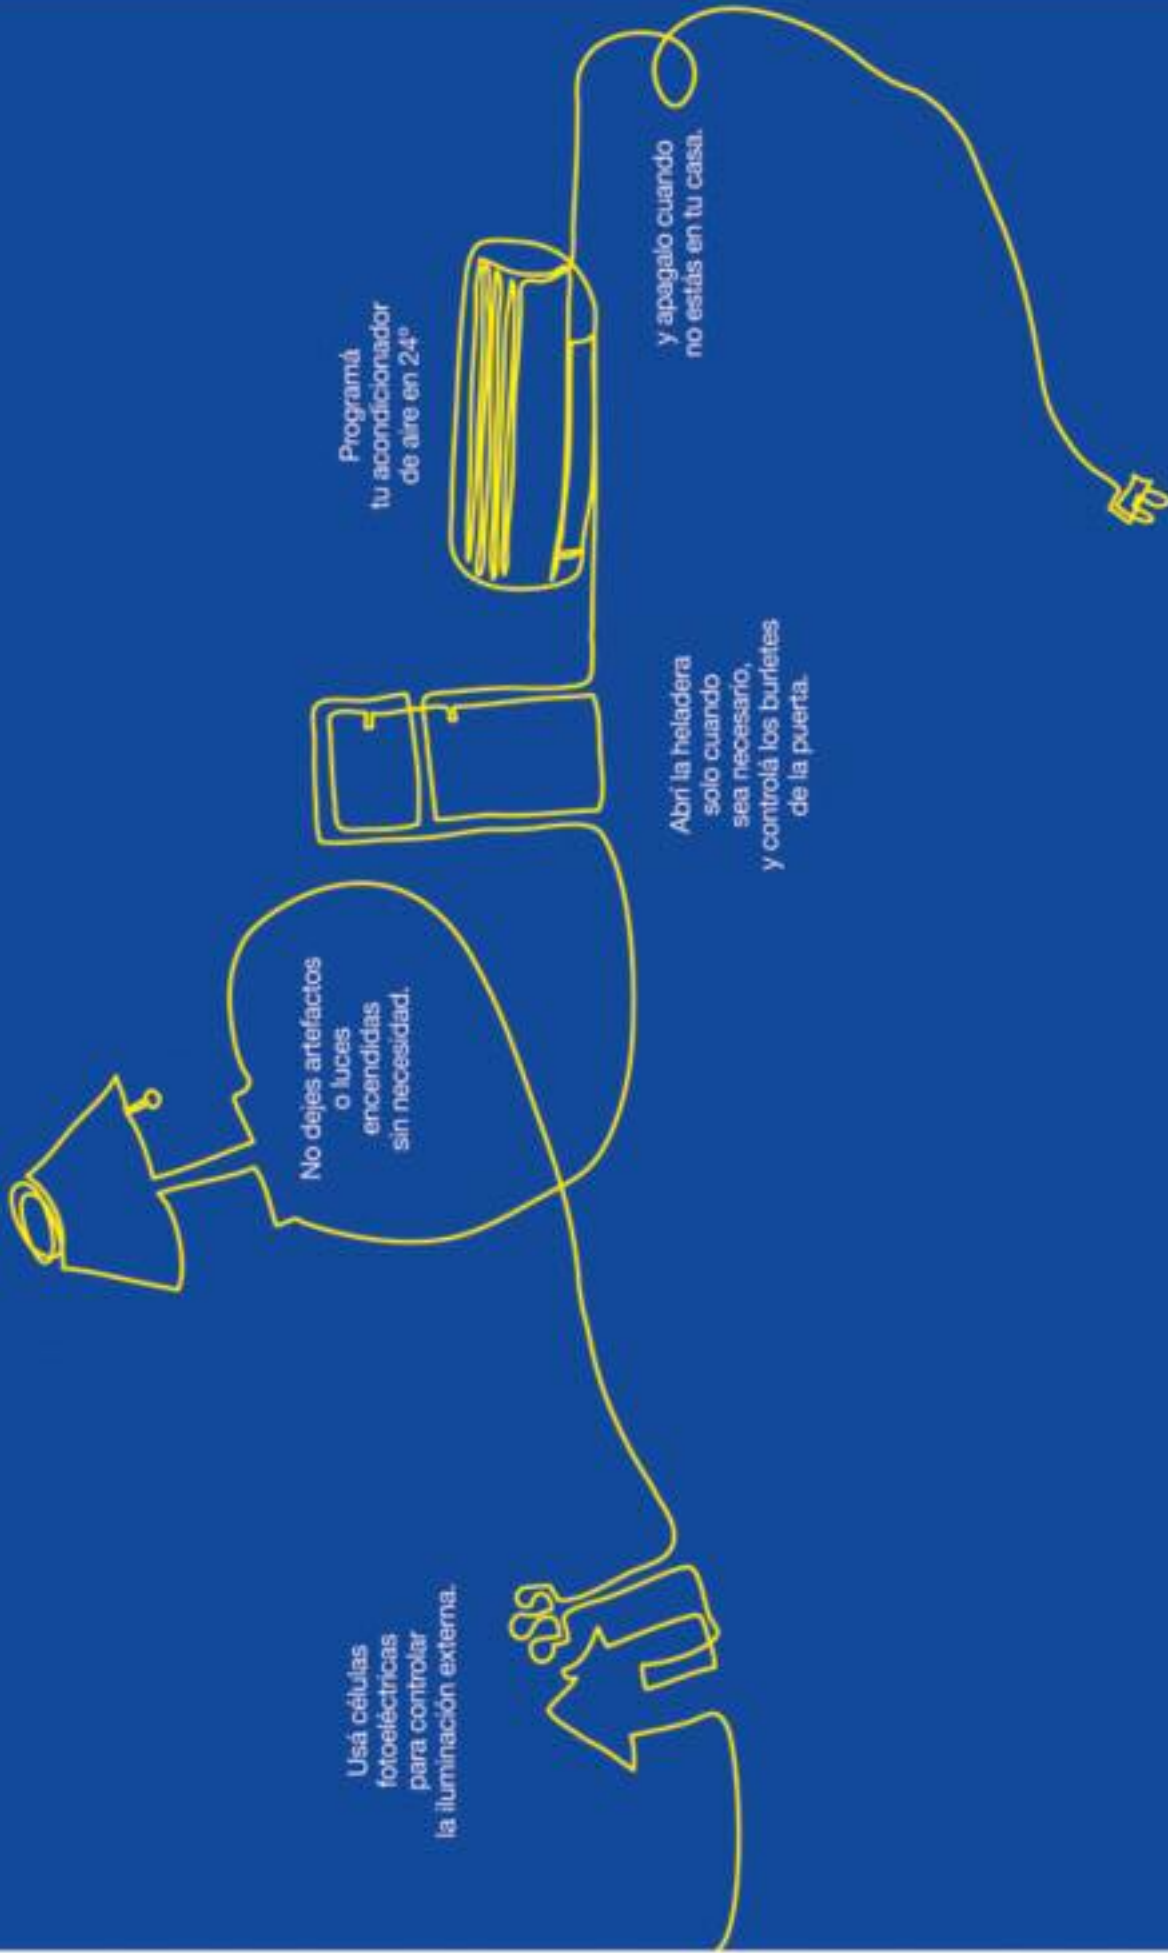 Usá células
fotoeléctricas
para controlar
la iluminación externa.
No dejes artefactos
o luces
encendidas
sin necesidad.
Abrí la heladera
solo cuando
sea necesario,
y controlá los burletes
de la puerta.
Programá
tu acondicionador
de aire en 24º
y apagalo cuando
no estás en tu casa.